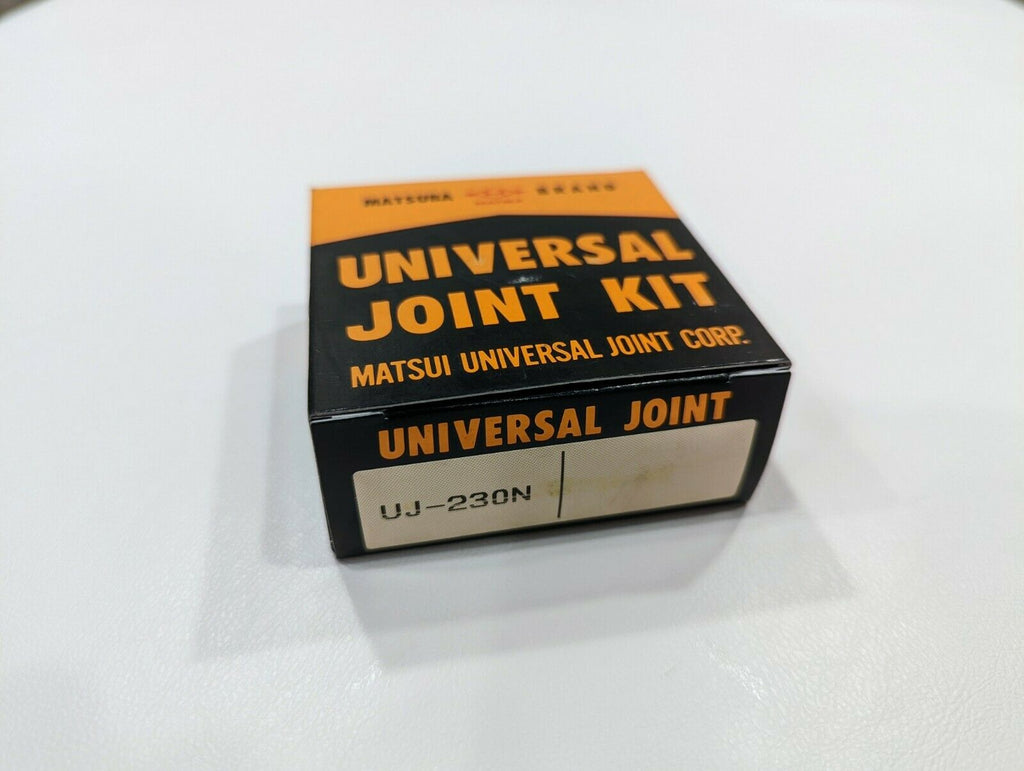 MATSUBA BRAND
UNIVERSAL
JOINT KIT
MATSUI UNIVERSAL JOINT CORP.
UNIVERSAL JOINT
UJ-230N